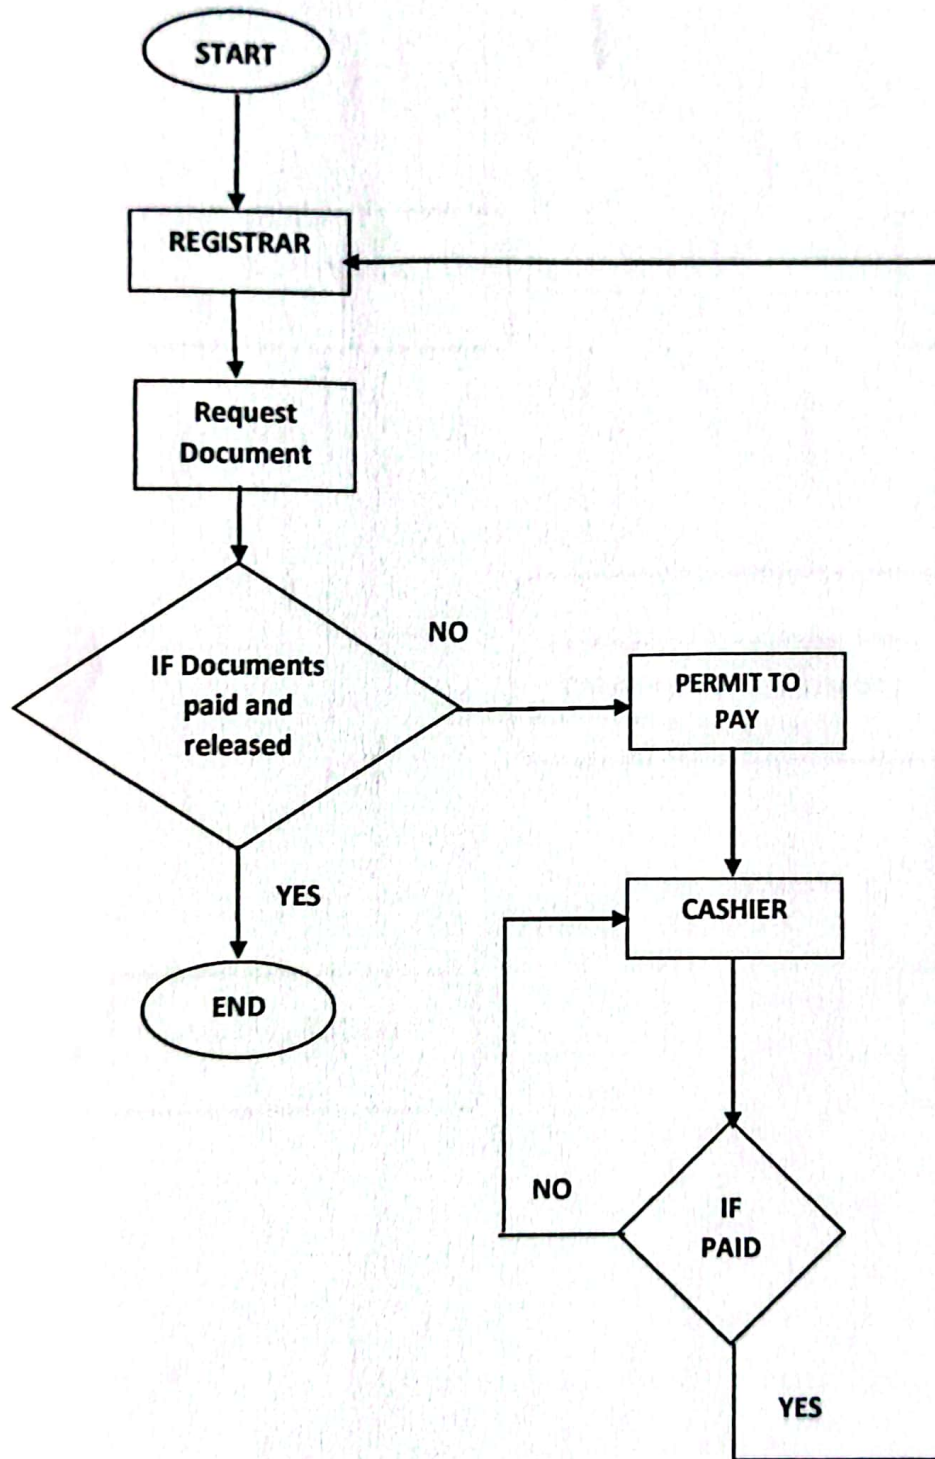 START
REGISTRAR
Request
Document
IF Documents
paid and
released
NO
PERMIT TO
PAY
YES
CASHIER
END
NO
IF
PAID
YES